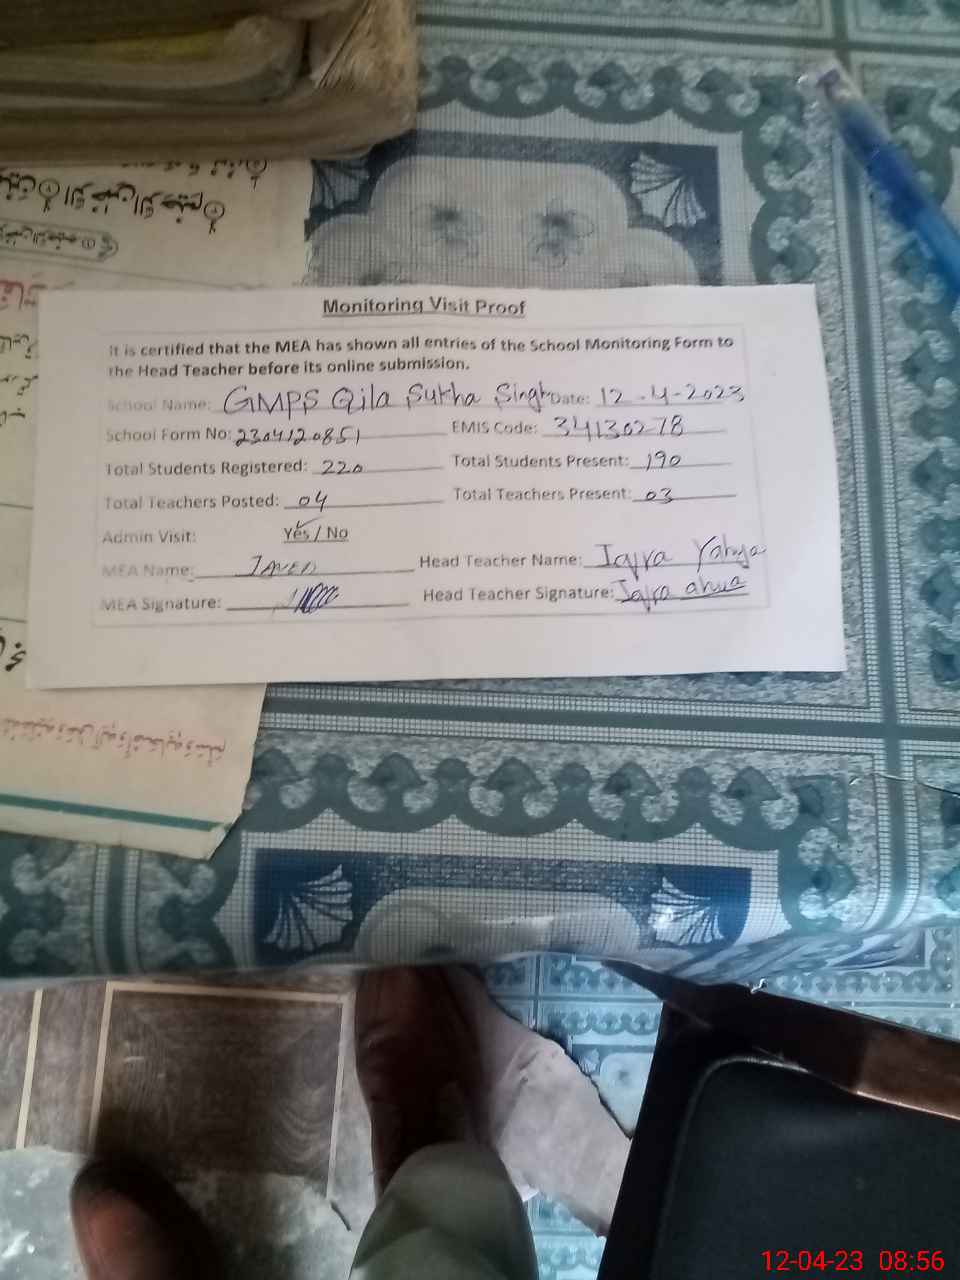 Monitoring Visit Proof
It is certified that the MEA has shown all entries of the School Monitoring Form to
the Head Teacher before its online submission.
School Name: GMPS Qila Sukha Singh Date: 12-4-2023
School Form No: 2304120851 EMIS Code: 34130278
Total Students Registered: 220 Total Students Present: 190
Total Teachers Posted: 04 Total Teachers Present: 03
Admin Visit: Yes / No
MEA Name: JAVED Head Teacher Name: Iqra Yahya
MEA Signature: Head Teacher Signature: Iqra
12-04-23 08:56